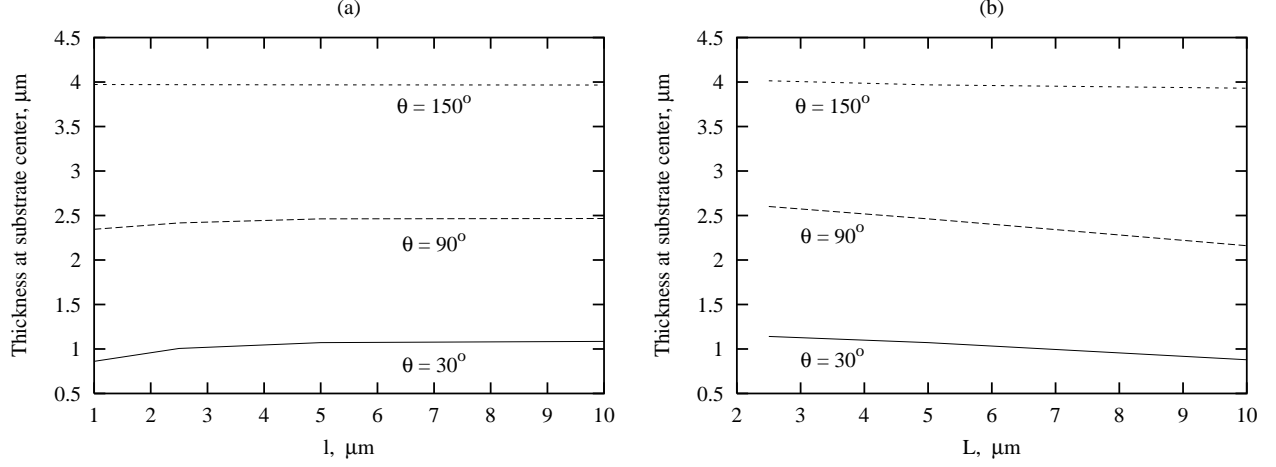 (a)
Thickness at substrate center, μm
4.5
4
3.5
3
2.5
2
1.5
1
0.5
θ = 150°
θ = 90°
θ = 30°
1 2 3 4 5 6 7 8 9 10
l, μm
(b)
Thickness at substrate center, μm
4.5
4
3.5
3
2.5
2
1.5
1
0.5
θ = 150°
θ = 90°
θ = 30°
2 3 4 5 6 7 8 9 10
L, μm